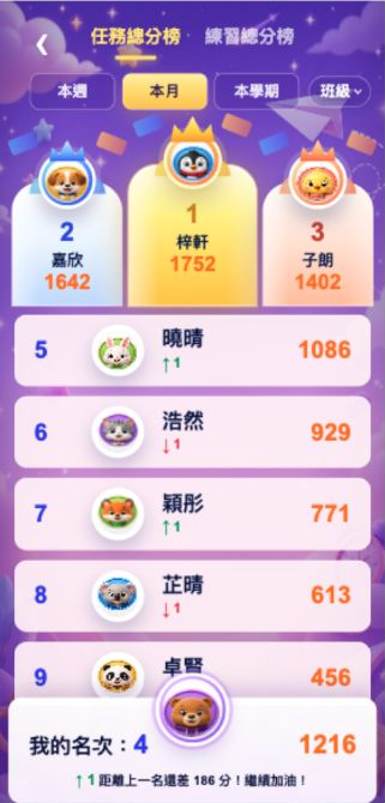 任務總分榜 練習總分榜
本週 本月 本學期 班級
1
梓軒
1752
2
嘉欣
1642
3
子朗
1402
5 曉晴 1086
↑1
6 浩然 929
↓1
7 穎彤 771
↑1
8 芷晴 613
↓1
9 卓賢 456
我的名次：4 1216
↑1 距離上一名還差 186 分！繼續加油！